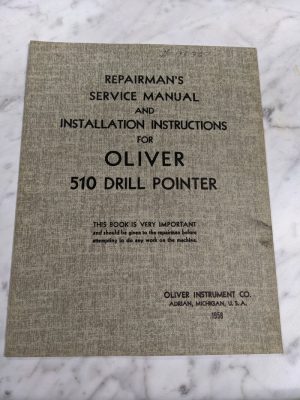 REPAIRMAN'S
SERVICE MANUAL
AND
INSTALLATION INSTRUCTIONS
FOR
OLIVER
510 DRILL POINTER
THIS BOOK IS VERY IMPORTANT
and should be given to the repairman before
attempting to do any work on the machine.
OLIVER INSTRUMENT CO.
ADRIAN, MICHIGAN, U. S. A.
1958